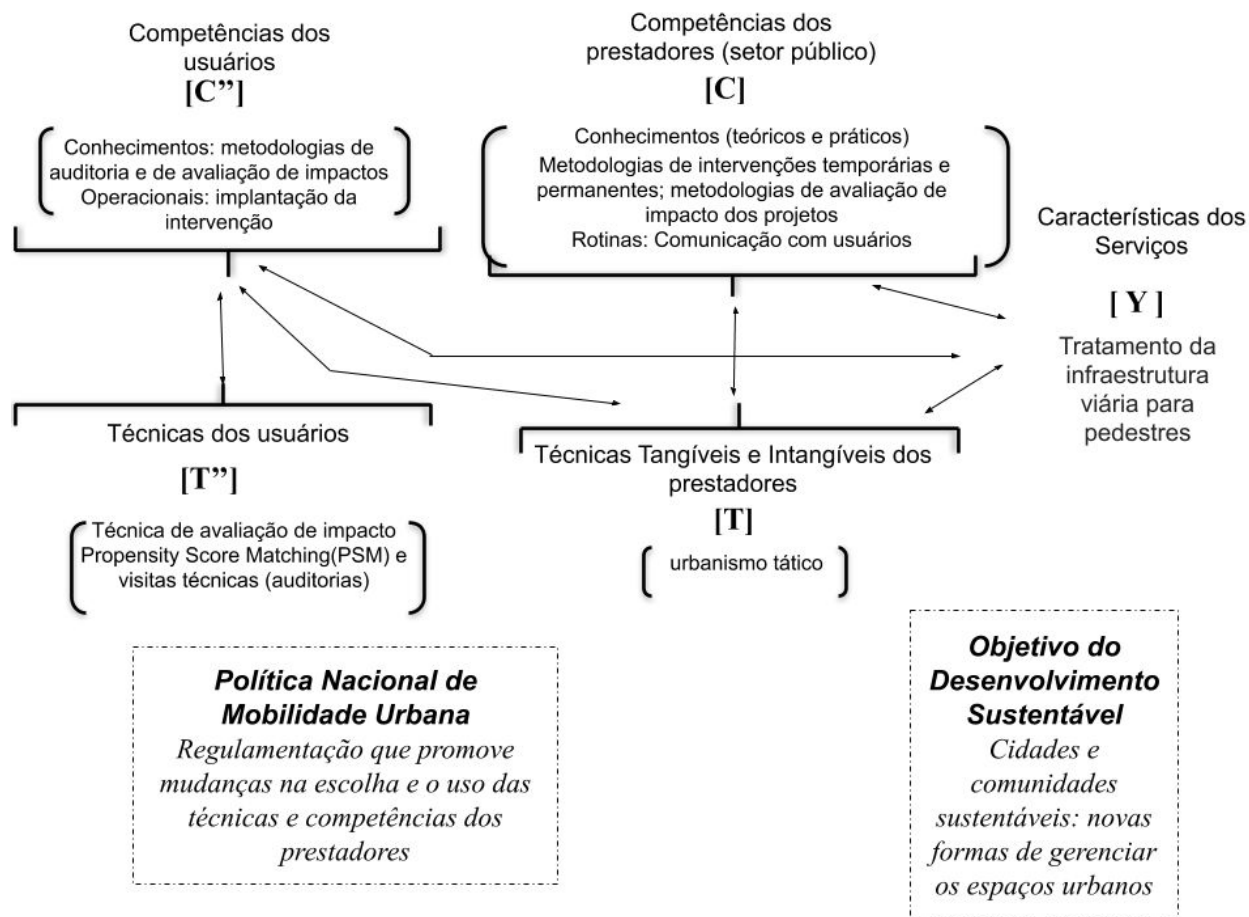 Competências dos
usuários
[C”]
Conhecimentos: metodologias de
auditoria e de avaliação de impactos
Operacionais: implantação da
intervenção
Competências dos
prestadores (setor público)
[C]
Conhecimentos (teóricos e práticos)
Metodologias de intervenções temporárias e
permanentes; metodologias de avaliação de
impacto dos projetos
Rotinas: Comunicação com usuários
Características dos
Serviços
[ Y ]
Tratamento da
infraestrutura
viária para
pedestres
Técnicas dos usuários
[T”]
Técnica de avaliação de impacto
Propensity Score Matching(PSM) e
visitas técnicas (auditorias)
Técnicas Tangíveis e Intangíveis dos
prestadores
[T]
urbanismo tático
Política Nacional de
Mobilidade Urbana
Regulamentação que promove
mudanças na escolha e o uso das
técnicas e competências dos
prestadores
Objetivo do
Desenvolvimento
Sustentável
Cidades e
comunidades
sustentáveis: novas
formas de gerenciar
os espaços urbanos